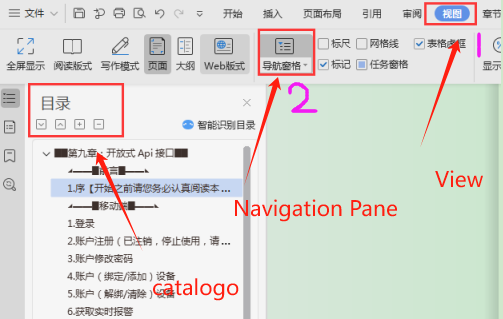 文件
开始
插入
页面布局
引用
审阅
视图
章节
1
全屏显示
阅读版式
写作模式
页面
大纲
Web版式
导航窗格
标尺
网格线
表格虚框
标记
任务窗格
显示
2
目录
智能识别目录
第九章：开放式 Api 接口
前言
1.序【开始之前请您务必认真阅读本 ...
移动端
1.登录
2.账户注册（已注销，停止使用，请 ...
3.账户修改密码
4.账户（绑定/添加）设备
5.账户（解绑/清除）设备
6.获取实时报警
View
Navigation Pane
catalogo